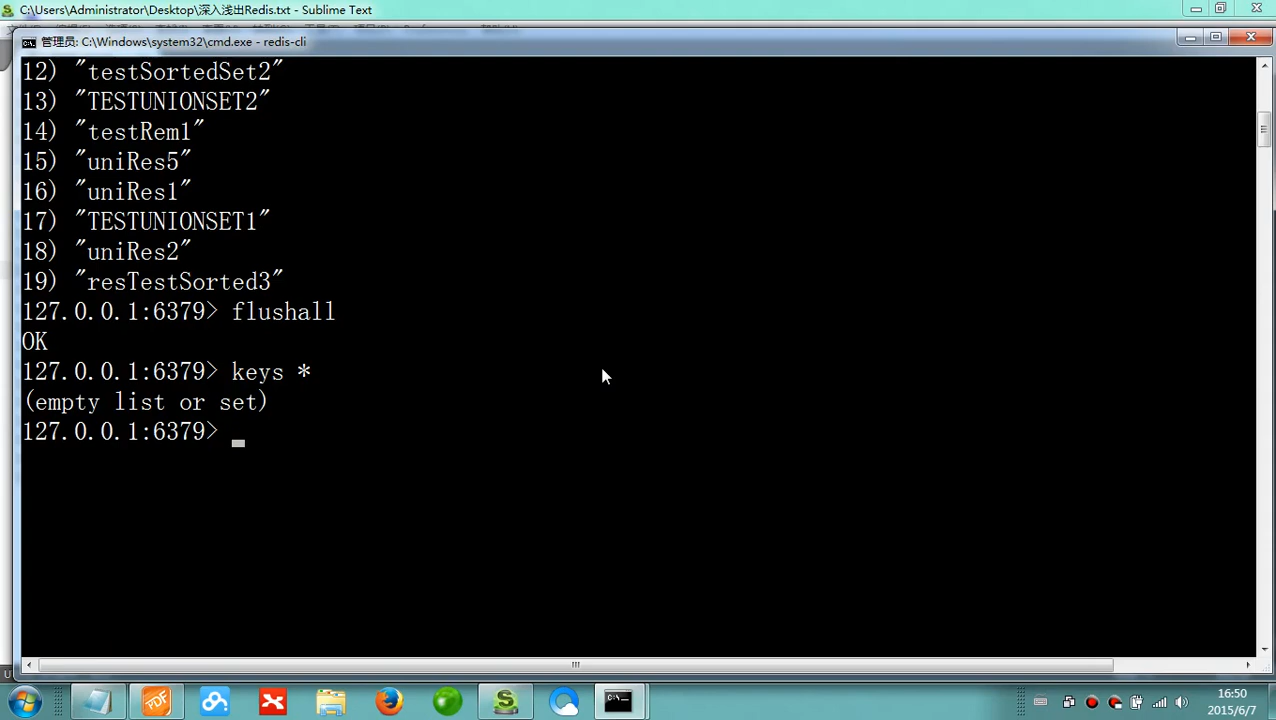 C:\Users\Administrator\Desktop\深入浅出Redis.txt - Sublime Text
管理员: C:\Windows\system32\cmd.exe - redis-cli
12) "testSortedSet2"
13) "TESTUNIONSET2"
14) "testRem1"
15) "uniRes5"
16) "uniRes1"
17) "TESTUNIONSET1"
18) "uniRes2"
19) "resTestSorted3"
127.0.0.1:6379> flushall
OK
127.0.0.1:6379> keys *
(empty list or set)
127.0.0.1:6379>
PDF
16:50
2015/6/7